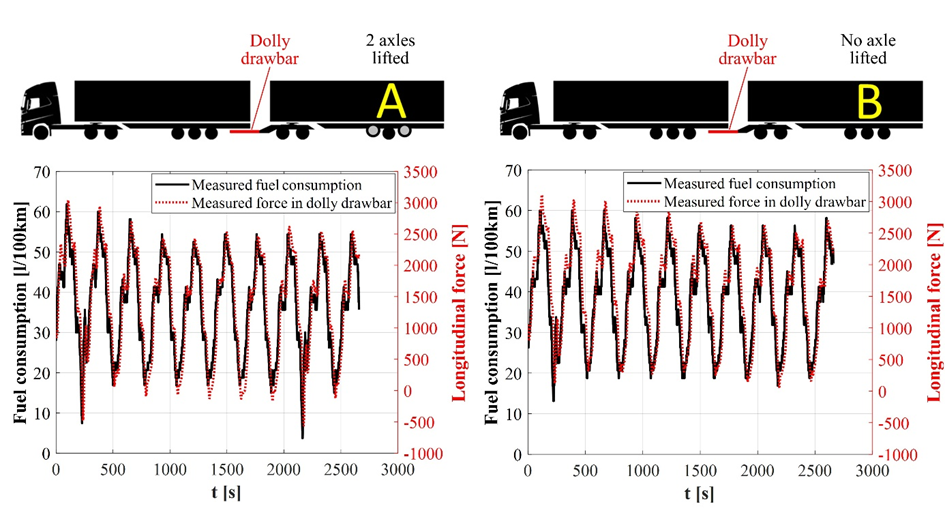 Dolly
drawbar
2 axles
lifted
A
Dolly
drawbar
No axle
lifted
B
Fuel consumption [l/100km]
70
60
50
40
30
20
10
0
Measured fuel consumption
Measured force in dolly drawbar
3500
3000
2500
2000
1500
1000
500
0
-500
-1000
Longitudinal force [N]
0
500
1000
1500
2000
2500
3000
t [s]
Fuel consumption [l/100km]
70
60
50
40
30
20
10
0
Measured fuel consumption
Measured force in dolly drawbar
3500
3000
2500
2000
1500
1000
500
0
-500
-1000
Longitudinal force [N]
0
500
1000
1500
2000
2500
3000
t [s]